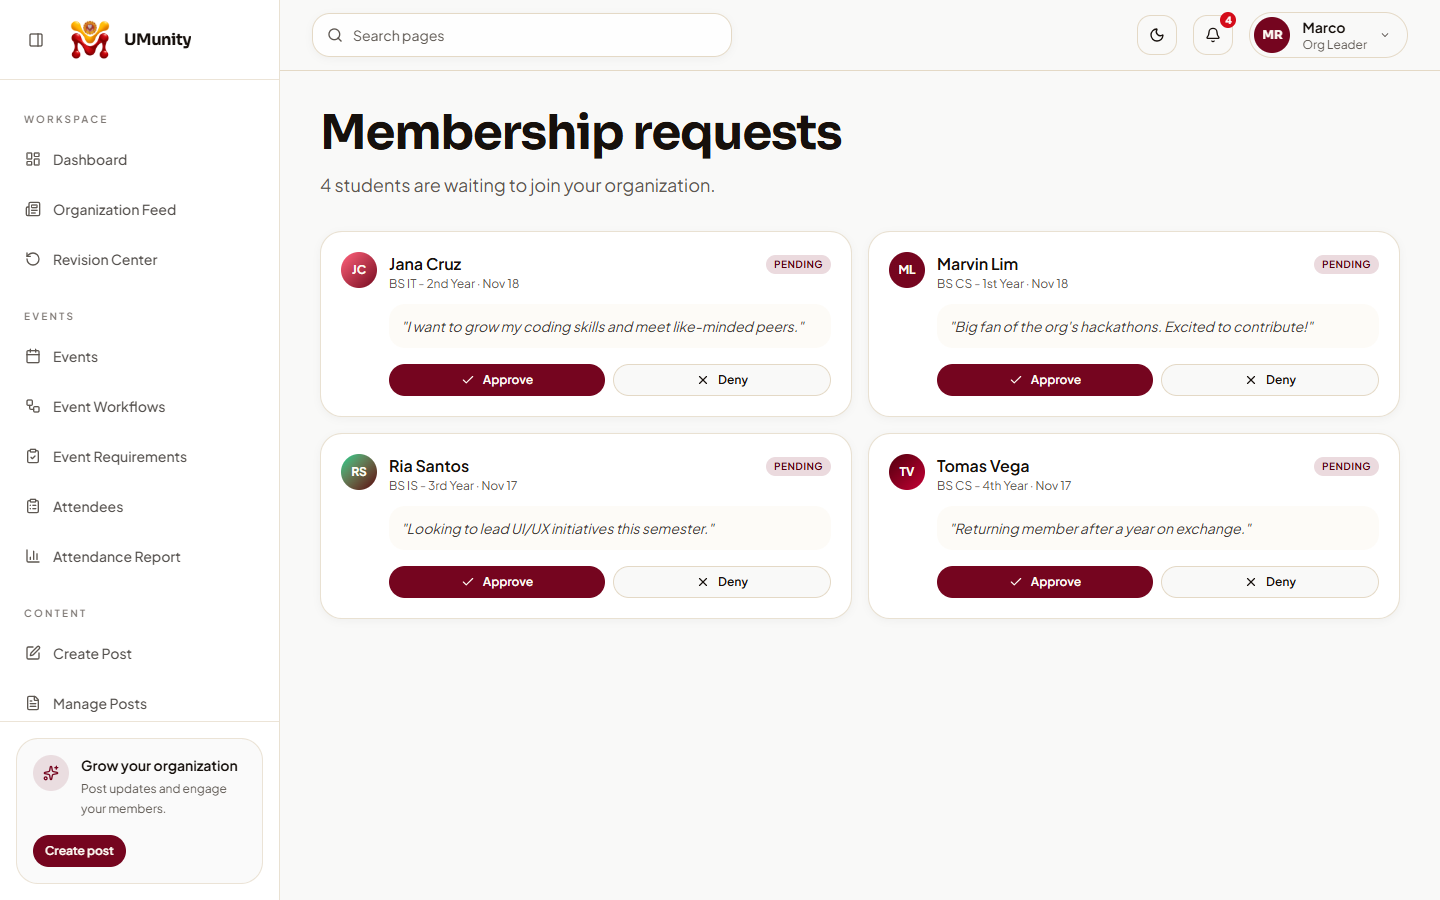 UMunity
Search pages
4
MR
Marco
Org Leader
WORKSPACE
Dashboard
Organization Feed
Revision Center
EVENTS
Events
Event Workflows
Event Requirements
Attendees
Attendance Report
CONTENT
Create Post
Manage Posts
Grow your organization
Post updates and engage
your members.
Create post
Membership requests
4 students are waiting to join your organization.
JC
Jana Cruz
PENDING
BS IT - 2nd Year · Nov 18
"I want to grow my coding skills and meet like-minded peers."
Approve
Deny
ML
Marvin Lim
PENDING
BS CS - 1st Year · Nov 18
"Big fan of the org's hackathons. Excited to contribute!"
Approve
Deny
RS
Ria Santos
PENDING
BS IS - 3rd Year · Nov 17
"Looking to lead UI/UX initiatives this semester."
Approve
Deny
TV
Tomas Vega
PENDING
BS CS - 4th Year · Nov 17
"Returning member after a year on exchange."
Approve
Deny